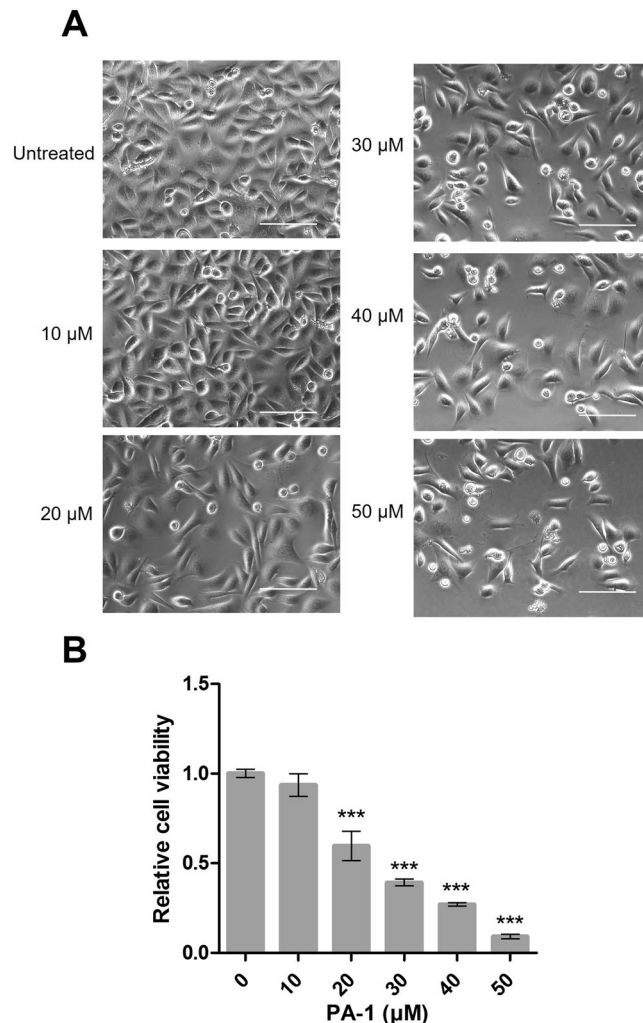 A
Untreated
10 µM
20 µM
30 µM
40 µM
50 µM
B
Relative cell viability
1.5
1.0
0.5
0.0
***
***
***
***
0
10
20
30
40
50
PA-1 (µM)